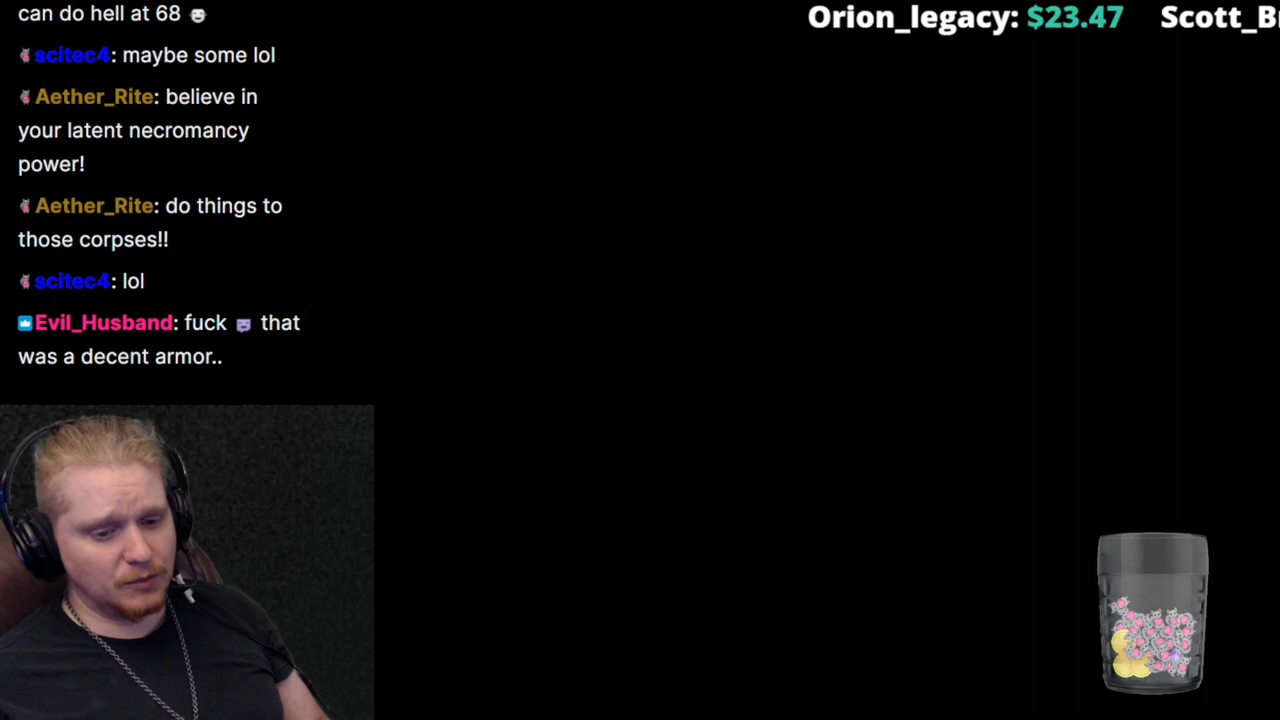 can do hell at 68
Orion_legacy: $23.47 Scott_B
scitec4: maybe some lol
Aether_Rite: believe in
your latent necromancy
power!
Aether_Rite: do things to
those corpses!!
scitec4: lol
Evil_Husband: fuck that
was a decent armor..